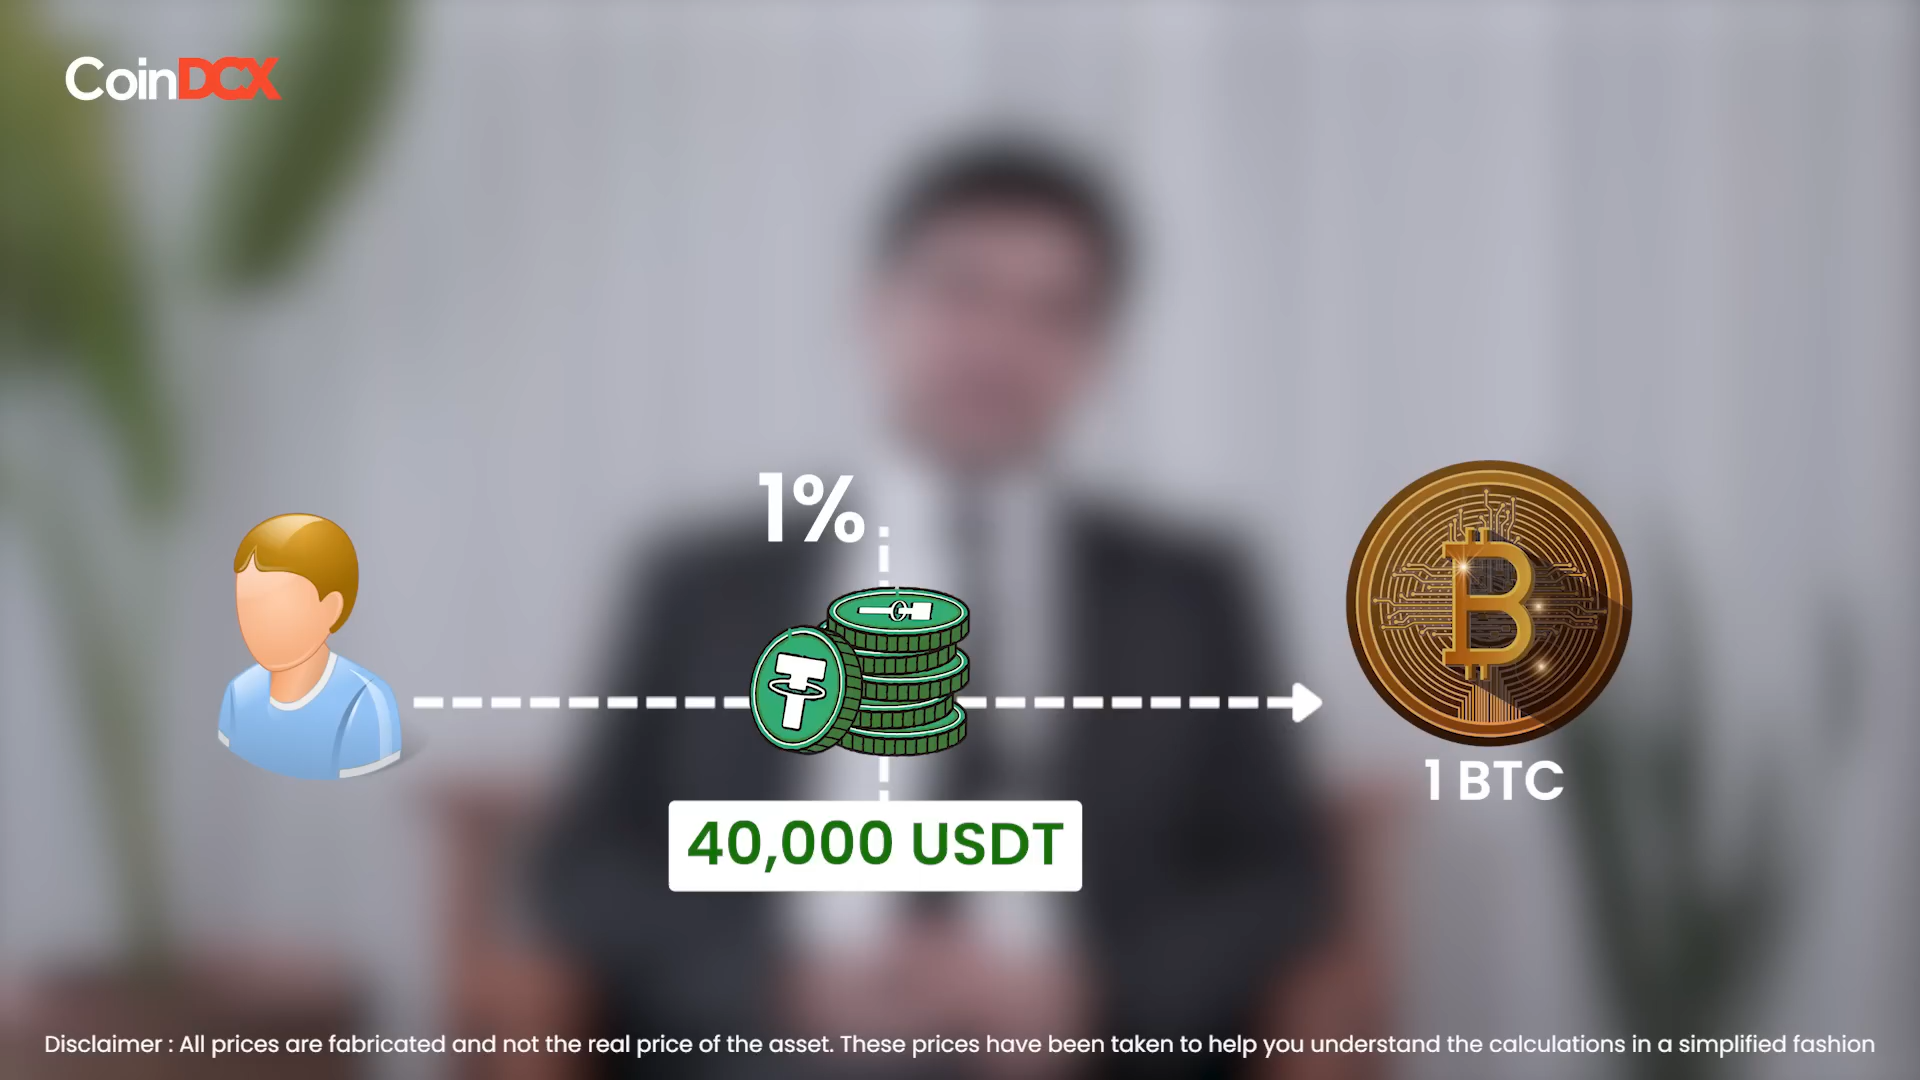 CoinDCX
1%
1 BTC
40,000 USDT
Disclaimer : All prices are fabricated and not the real price of the asset. These prices have been taken to help you understand the calculations in a simplified fashion